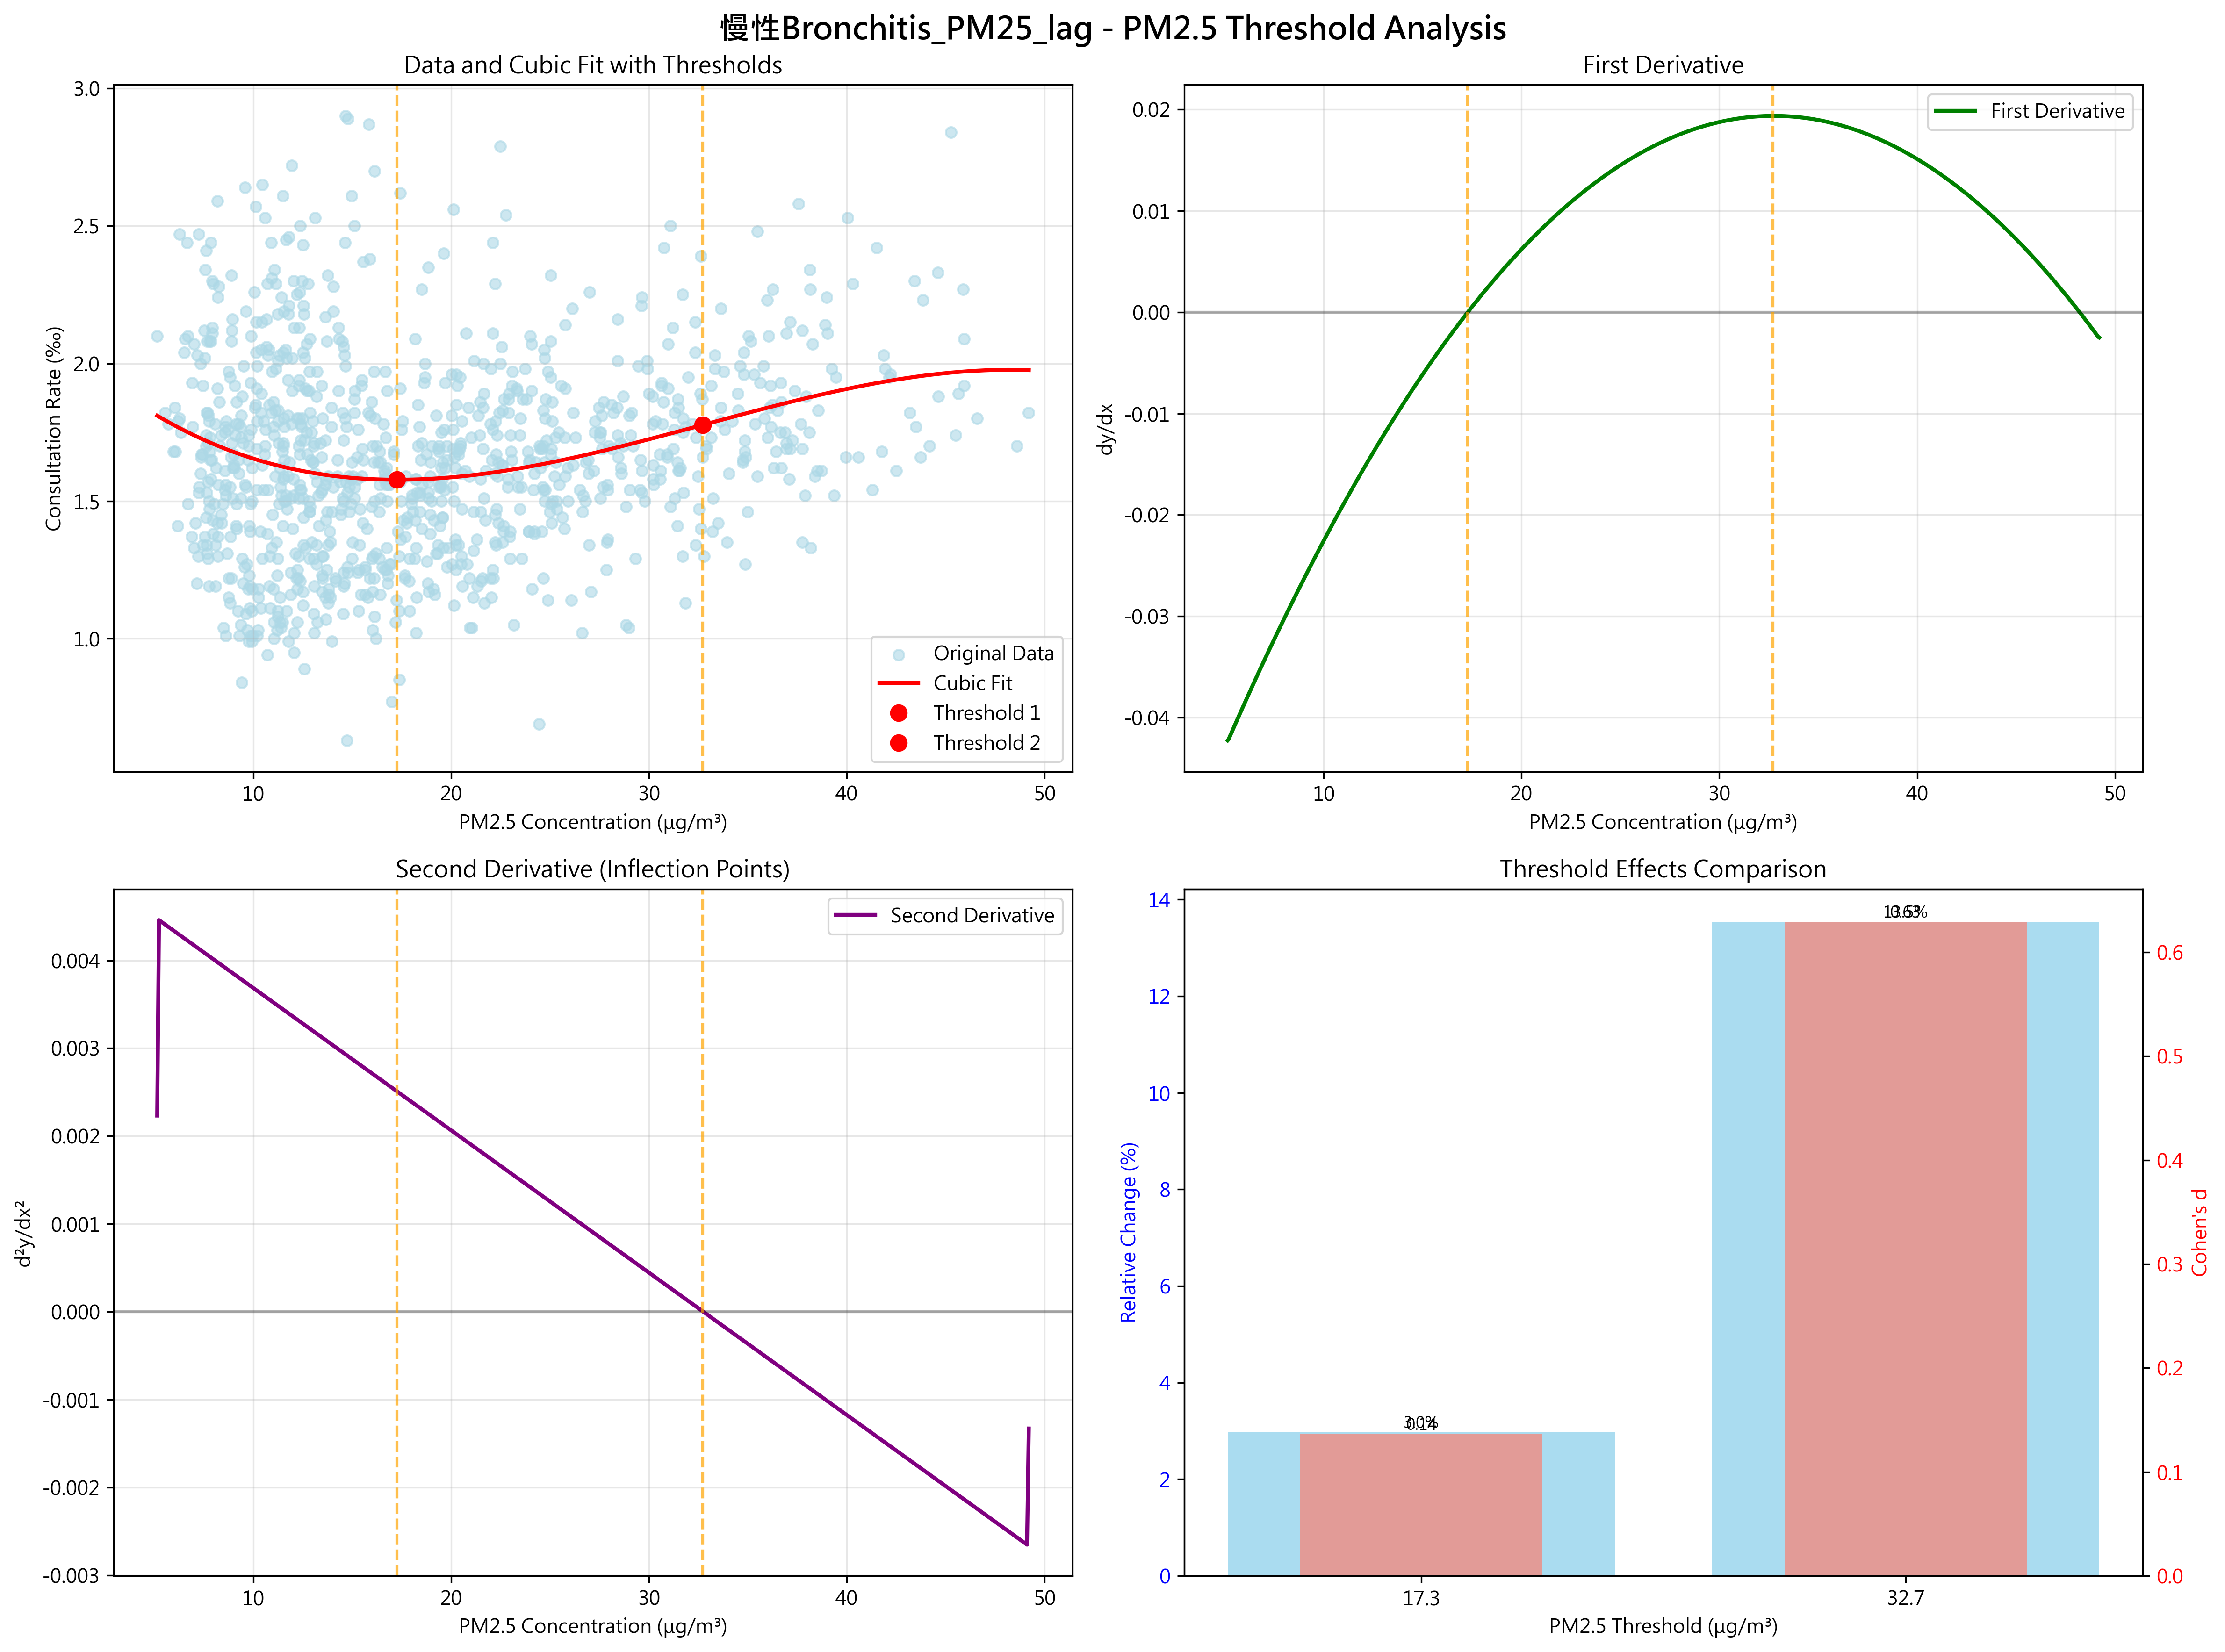 慢性Bronchitis_PM25_lag - PM2.5 Threshold Analysis
Data and Cubic Fit with Thresholds
3.0
2.5
2.0
1.5
1.0
Consultation Rate (‰)
10 20 30 40 50
PM2.5 Concentration (μg/m³)
Original Data
Cubic Fit
Threshold 1
Threshold 2
First Derivative
0.02
0.01
0.00
-0.01
-0.02
-0.03
-0.04
dy/dx
10 20 30 40 50
PM2.5 Concentration (μg/m³)
First Derivative
Second Derivative (Inflection Points)
0.004
0.003
0.002
0.001
0.000
-0.001
-0.002
-0.003
d²y/dx²
10 20 30 40 50
PM2.5 Concentration (μg/m³)
Second Derivative
Threshold Effects Comparison
14
12
10
8
6
4
2
0
Relative Change (%)
3.0%
0.14
0.6
0.5
0.4
0.3
0.2
0.1
0.0
Cohen's d
17.3 32.7
PM2.5 Threshold (μg/m³)